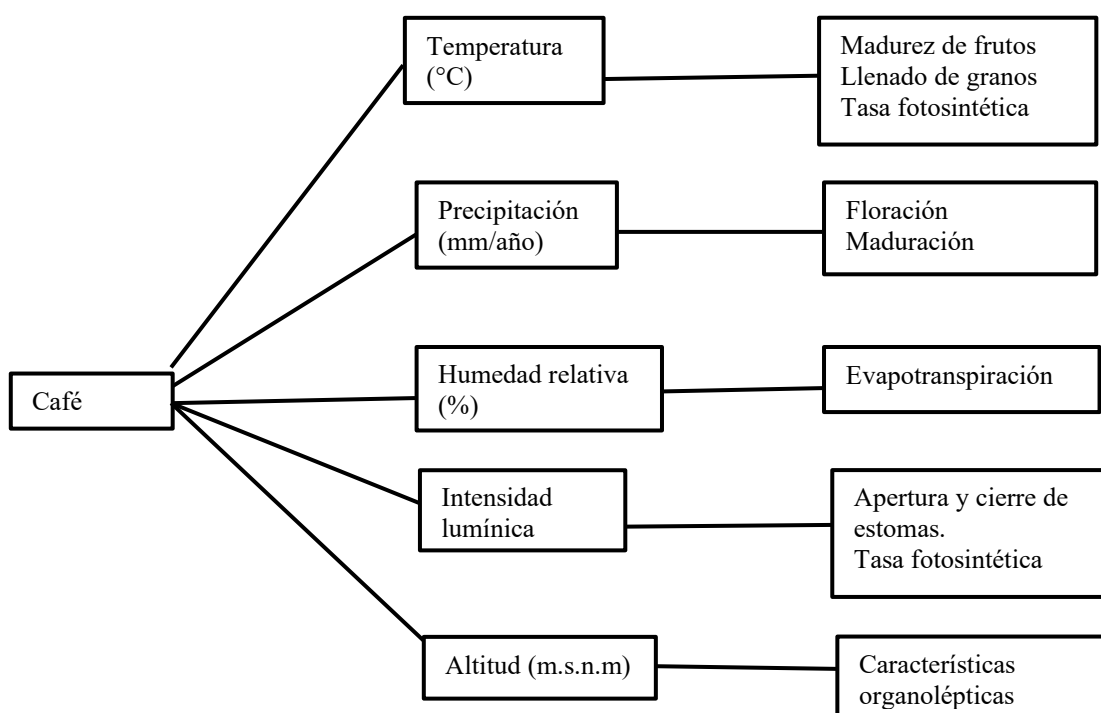 Temperatura
(°C)
Madurez de frutos
Llenado de granos
Tasa fotosintética
Precipitación
(mm/año)
Floración
Maduración
Café
Humedad relativa
(%)
Evapotranspiración
Intensidad
lumínica
Apertura y cierre de
estomas.
Tasa fotosintética
Altitud (m.s.n.m)
Características
organolépticas